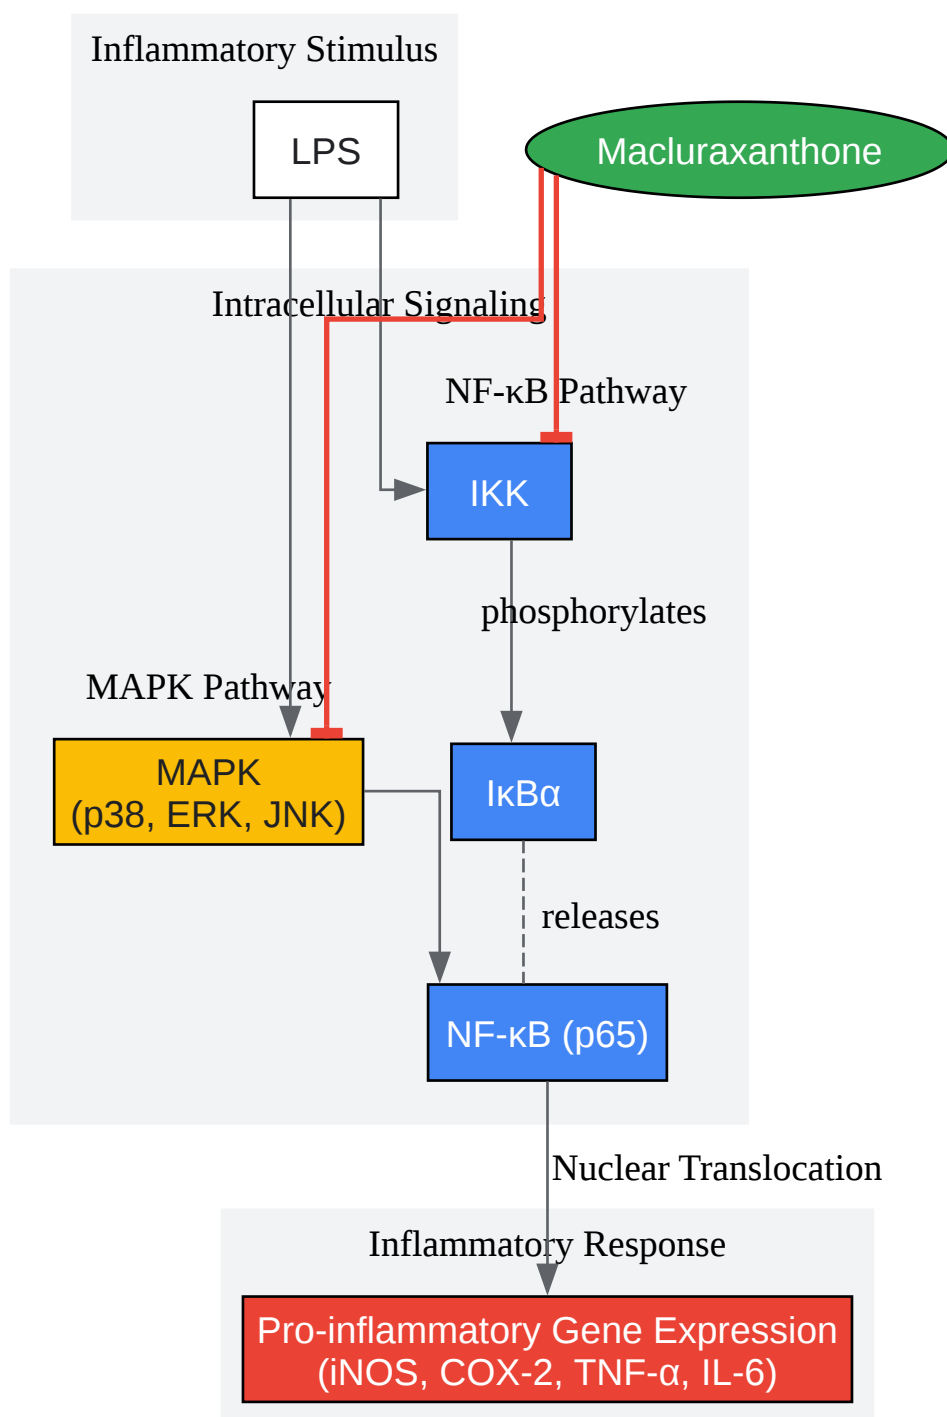 Inflammatory Stimulus
LPS
Macluraxanthone
Intracellular Signaling
NF-κB Pathway
IKK
phosphorylates
MAPK Pathway
MAPK
(p38, ERK, JNK)
IκBα
releases
NF-κB (p65)
Nuclear Translocation
Inflammatory Response
Pro-inflammatory Gene Expression
(iNOS, COX-2, TNF-α, IL-6)